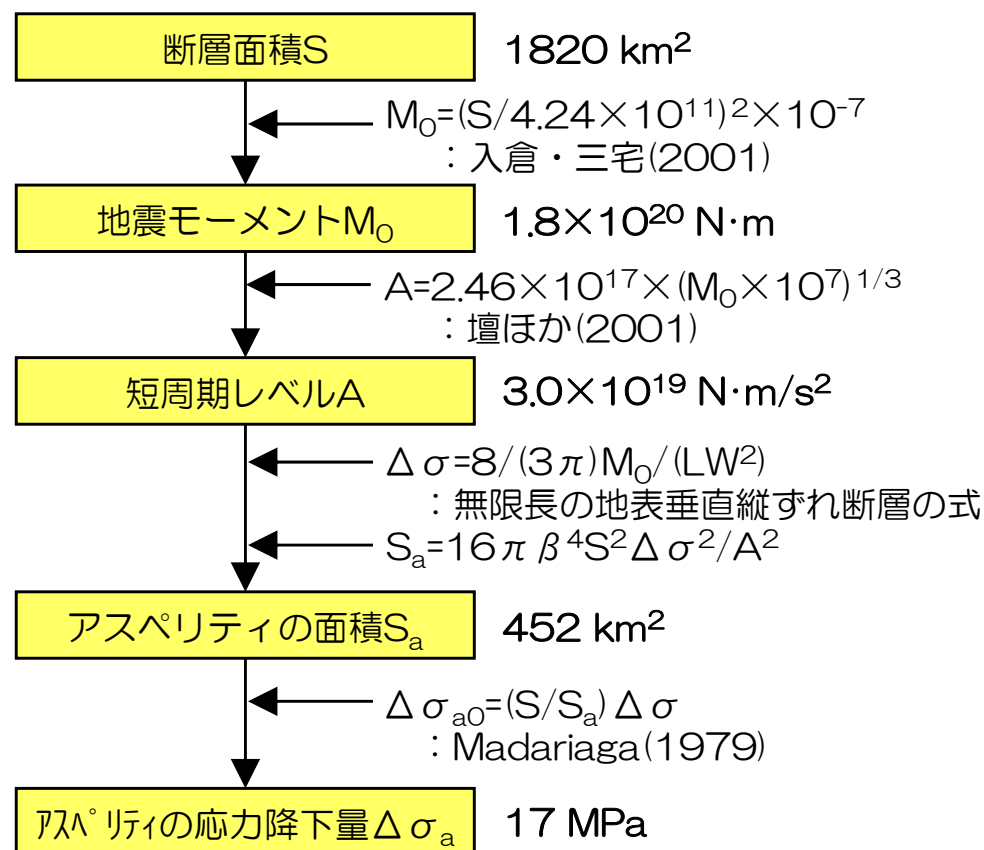 断層面積S 1820 km²
M₀=(S/4.24×10¹¹)²×10⁻⁷
：入倉・三宅(2001)
地震モーメントM₀ 1.8×10²⁰ N·m
A=2.46×10¹⁷×(M₀×10⁷)¹/³
：壇ほか(2001)
短周期レベルA 3.0×10¹⁹ N·m/s²
Δσ=8/(3π)M₀/(LW²)
：無限長の地表垂直縦ずれ断層の式
Sₐ=16πβ⁴S²Δσ²/A²
アスペリティの面積Sₐ 452 km²
Δσₐ₀=(S/Sₐ)Δσ
：Madariaga(1979)
ｱｽﾍﾟﾘﾃｨの応力降下量Δσₐ 17 MPa